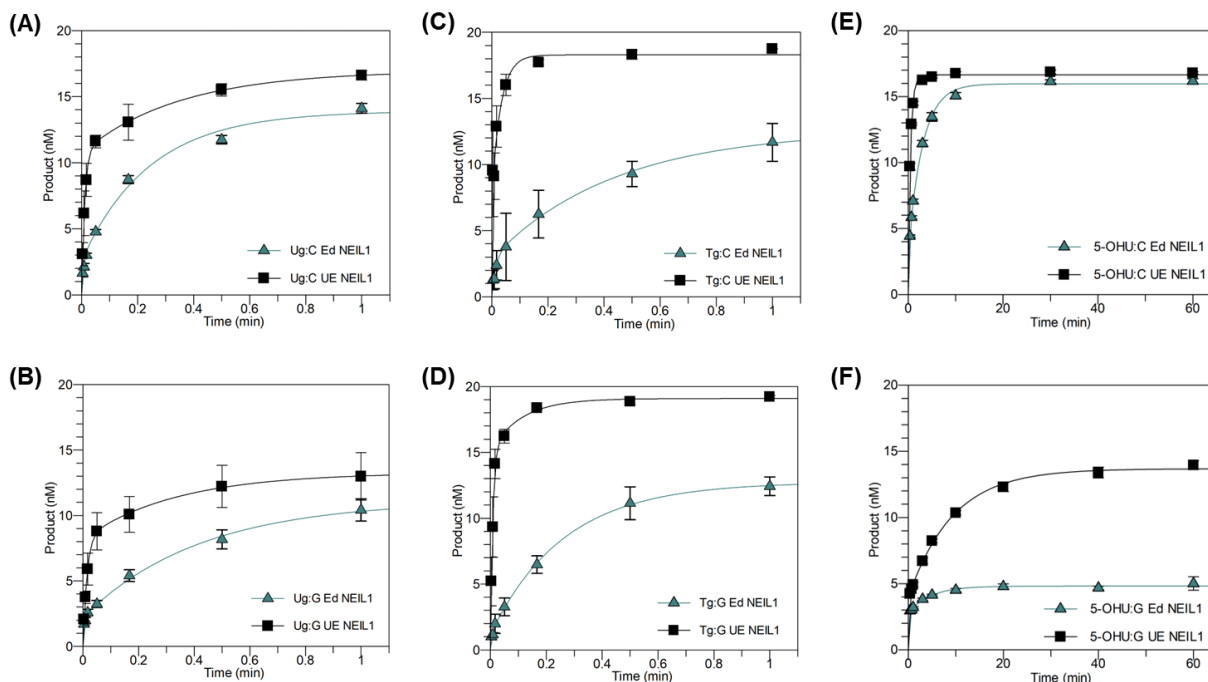 (A)
20
15
10
5
0
Product (nM)
Ug:C Ed NEIL1
Ug:C UE NEIL1
0 0.2 0.4 0.6 0.8 1
Time (min)
(C)
20
15
10
5
0
Product (nM)
Tg:C Ed NEIL1
Tg:C UE NEIL1
0 0.2 0.4 0.6 0.8 1
Time (min)
(E)
20
15
10
5
0
Product (nM)
5-OHU:C Ed NEIL1
5-OHU:C UE NEIL1
0 20 40 60
Time (min)
(B)
20
15
10
5
0
Product (nM)
Ug:G Ed NEIL1
Ug:G UE NEIL1
0 0.2 0.4 0.6 0.8 1
Time (min)
(D)
20
15
10
5
0
Product (nM)
Tg:G Ed NEIL1
Tg:G UE NEIL1
0 0.2 0.4 0.6 0.8 1
Time (min)
(F)
20
15
10
5
0
Product (nM)
5-OHU:G Ed NEIL1
5-OHU:G UE NEIL1
0 20 40 60
Time (min)